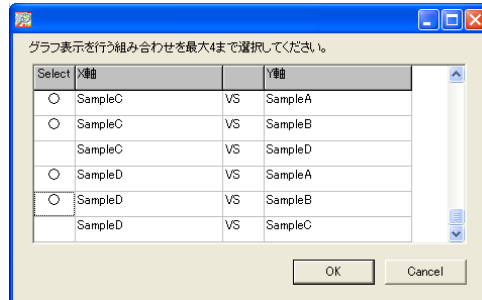 グラフ表示を行う組み合わせを最大4まで選択してください。
Select X軸 Y軸
○ SampleC VS SampleA
○ SampleC VS SampleB
SampleC VS SampleD
○ SampleD VS SampleA
○ SampleD VS SampleB
SampleD VS SampleC
OK Cancel